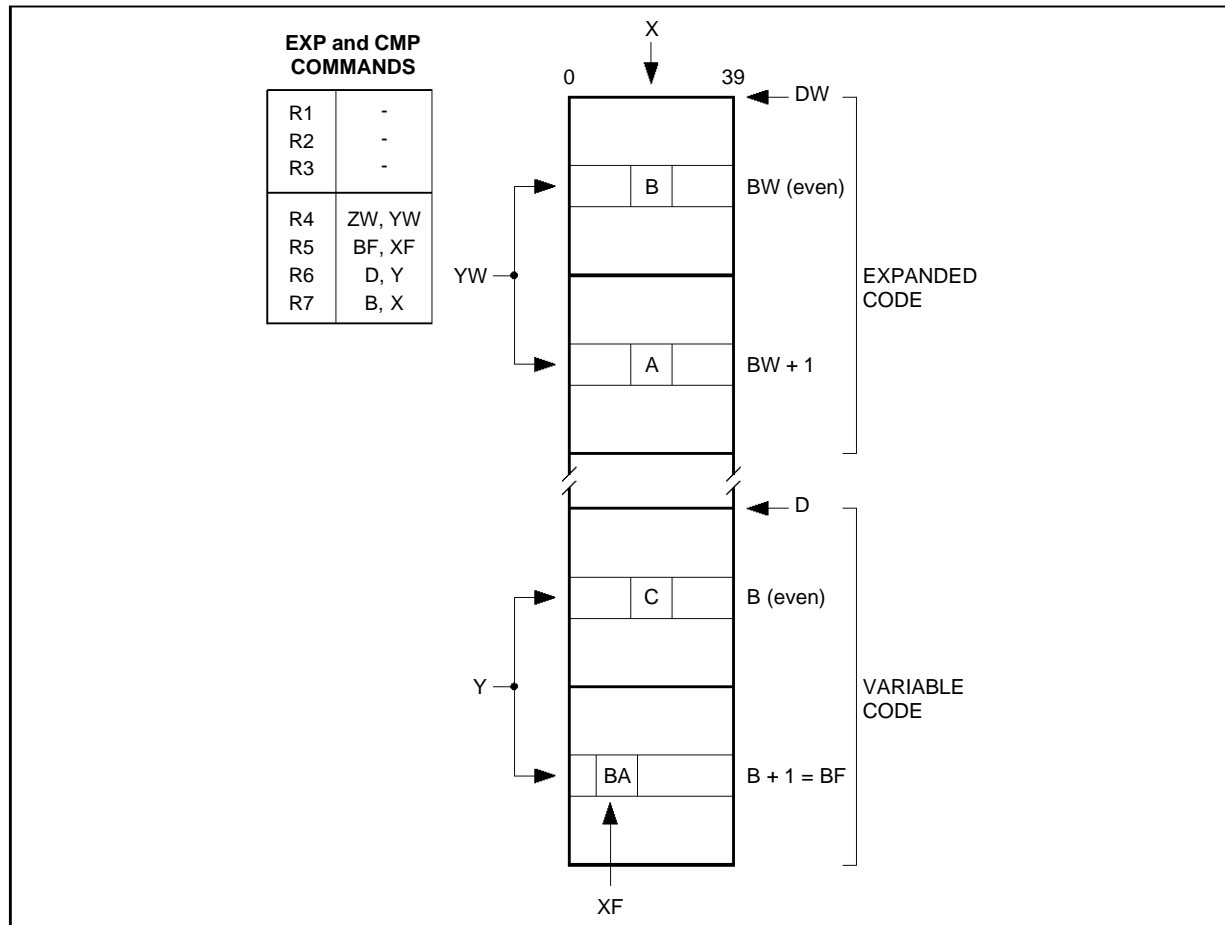 EXP and CMP
COMMANDS
R1 -
R2 -
R3 -
R4 ZW, YW
R5 BF, XF
R6 D, Y
R7 B, X
X
0 39
DW
B BW (even)
YW
EXPANDED
CODE
A BW + 1
D
C B (even)
Y
VARIABLE
CODE
BA B + 1 = BF
XF